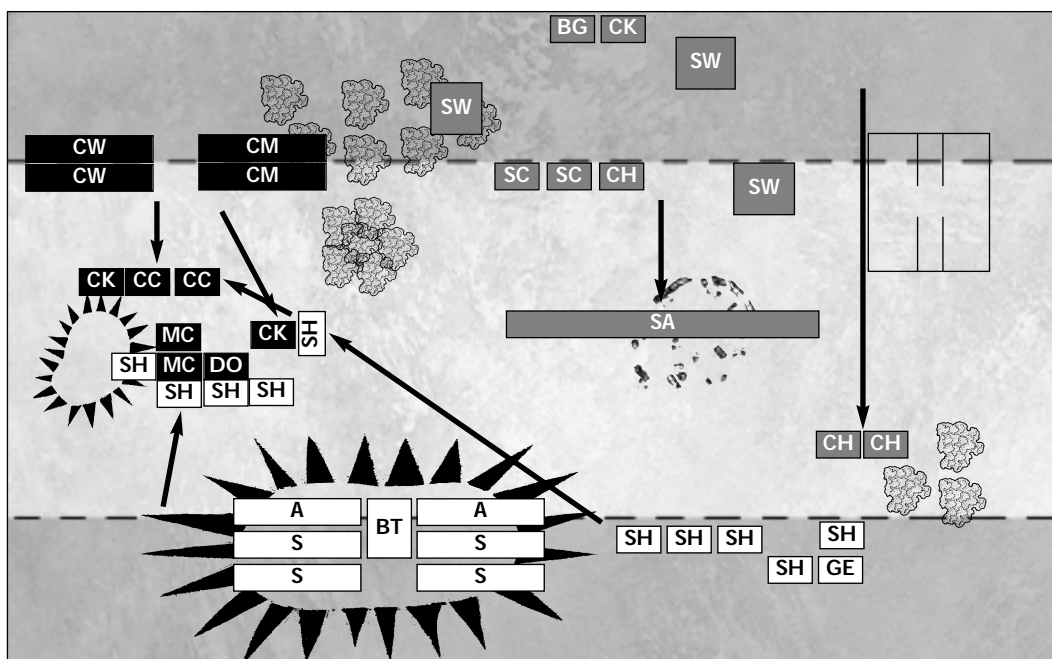 BG CK
SW
SW
CW CM
CW CM
SC SC CH
SW
CK CC CC
SA
MC CK SH
SH MC DO
SH SH SH
CH CH
A BT A
S S
S S
SH SH SH SH
SH GE